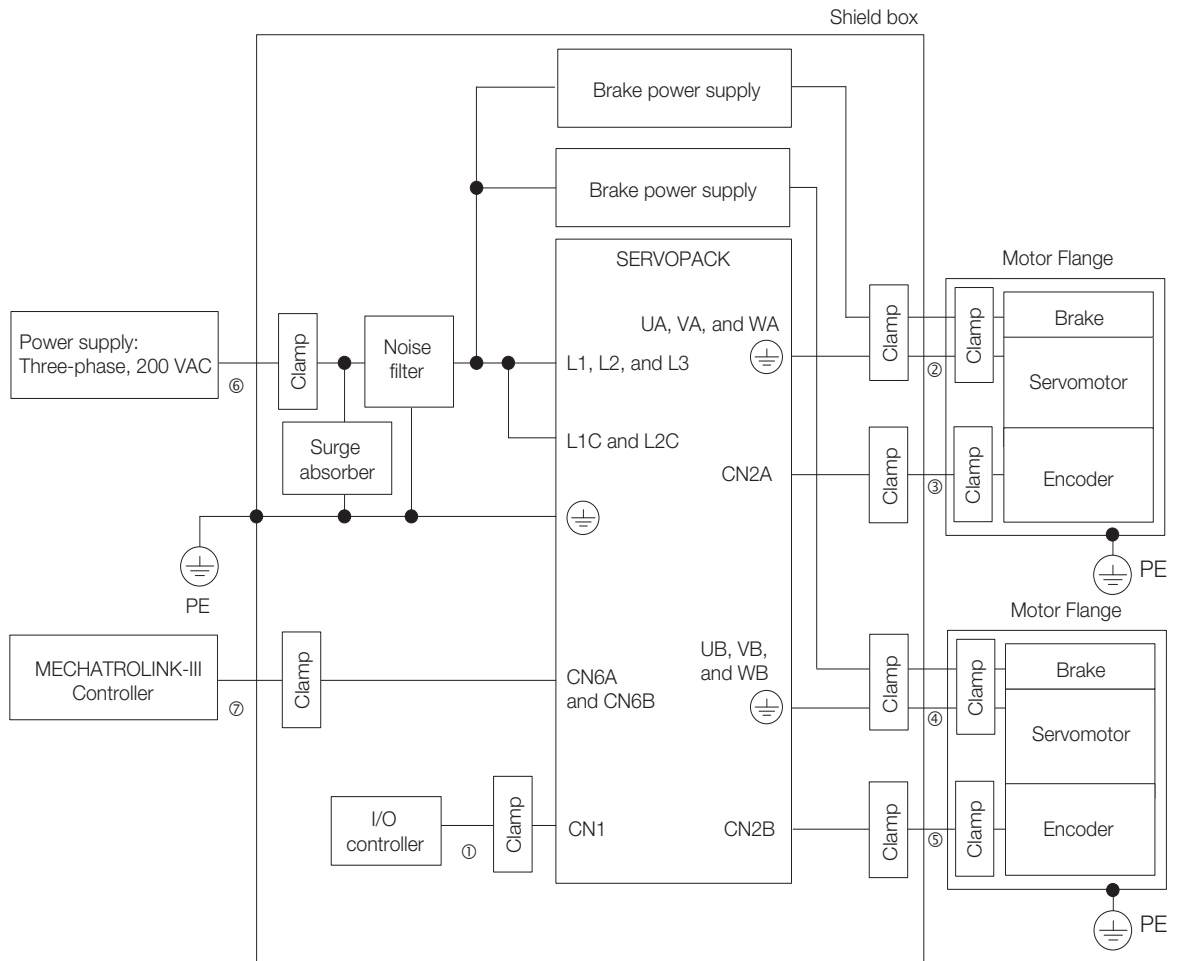 Shield box
Brake power supply
Brake power supply
SERVOPACK
Motor Flange
Power supply:
Three-phase, 200 VAC
⑥
Clamp
Noise
filter
Surge
absorber
L1, L2, and L3
L1C and L2C
UA, VA, and WA
Clamp
②
Clamp
Brake
Servomotor
CN2A
Clamp
③
Clamp
Encoder
PE
PE
Motor Flange
MECHATROLINK-III
Controller
⑦
Clamp
CN6A
and CN6B
UB, VB,
and WB
Clamp
④
Clamp
Brake
Servomotor
I/O
controller
①
Clamp
CN1
CN2B
Clamp
⑤
Clamp
Encoder
PE